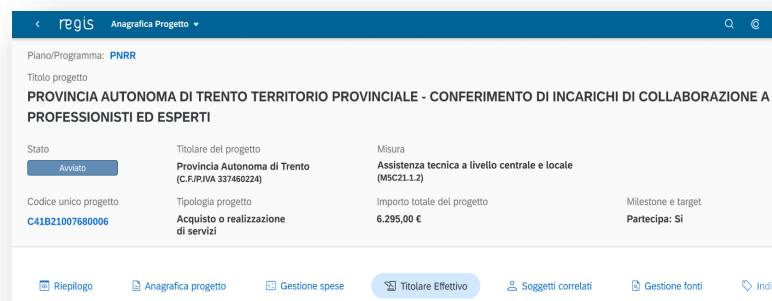 regis Anagrafica Progetto
Piano/Programma: PNRR
Titolo progetto
PROVINCIA AUTONOMA DI TRENTO TERRITORIO PROVINCIALE - CONFERIMENTO DI INCARICHI DI COLLABORAZIONE A
PROFESSIONISTI ED ESPERTI
Stato Titolare del progetto Misura
Avviato Provincia Autonoma di Trento Assistenza tecnica a livello centrale e locale
(C.F./P.IVA 337460224) (M5C21.1.2)
Codice unico progetto Tipologia progetto Importo totale del progetto Milestone e target
C41B21007680006 Acquisto o realizzazione 6.295,00 € Partecipa: Si
di servizi
Riepilogo Anagrafica progetto Gestione spese Titolare Effettivo Soggetti correlati Gestione fonti Indi